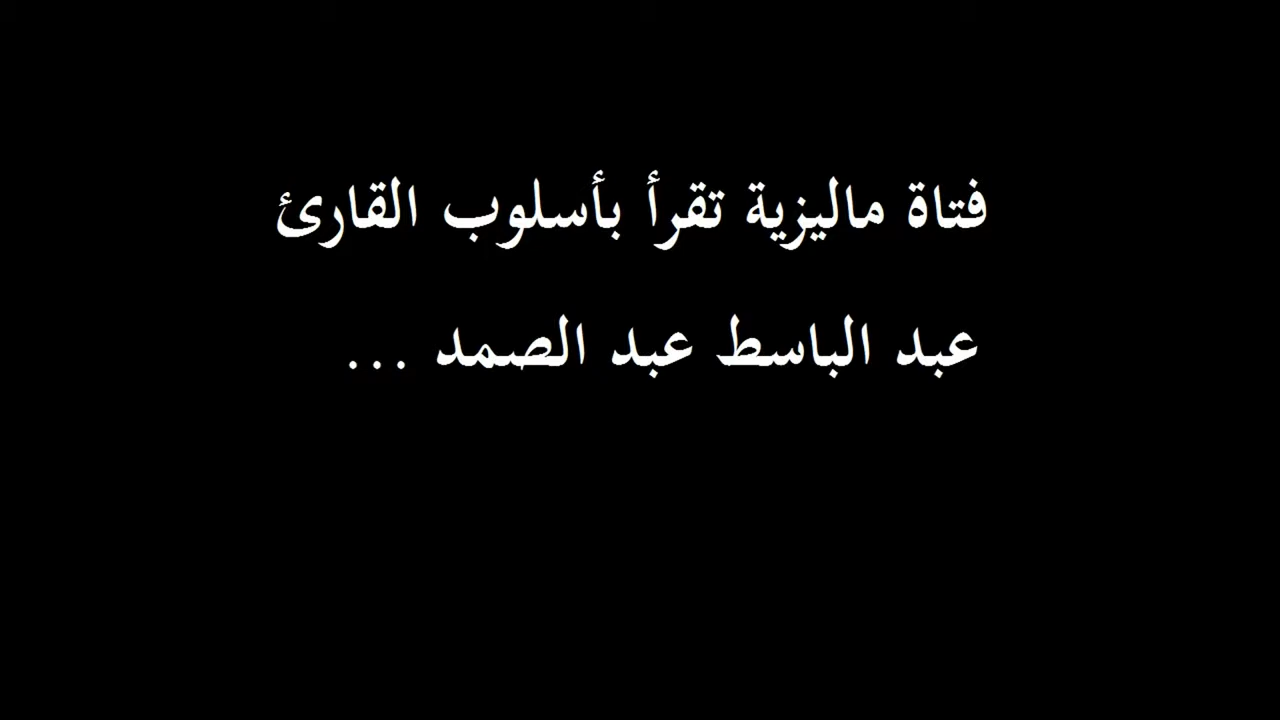 فتاة ماليزية تقرأ بأسلوب القارئ
عبد الباسط عبد الصمد ...